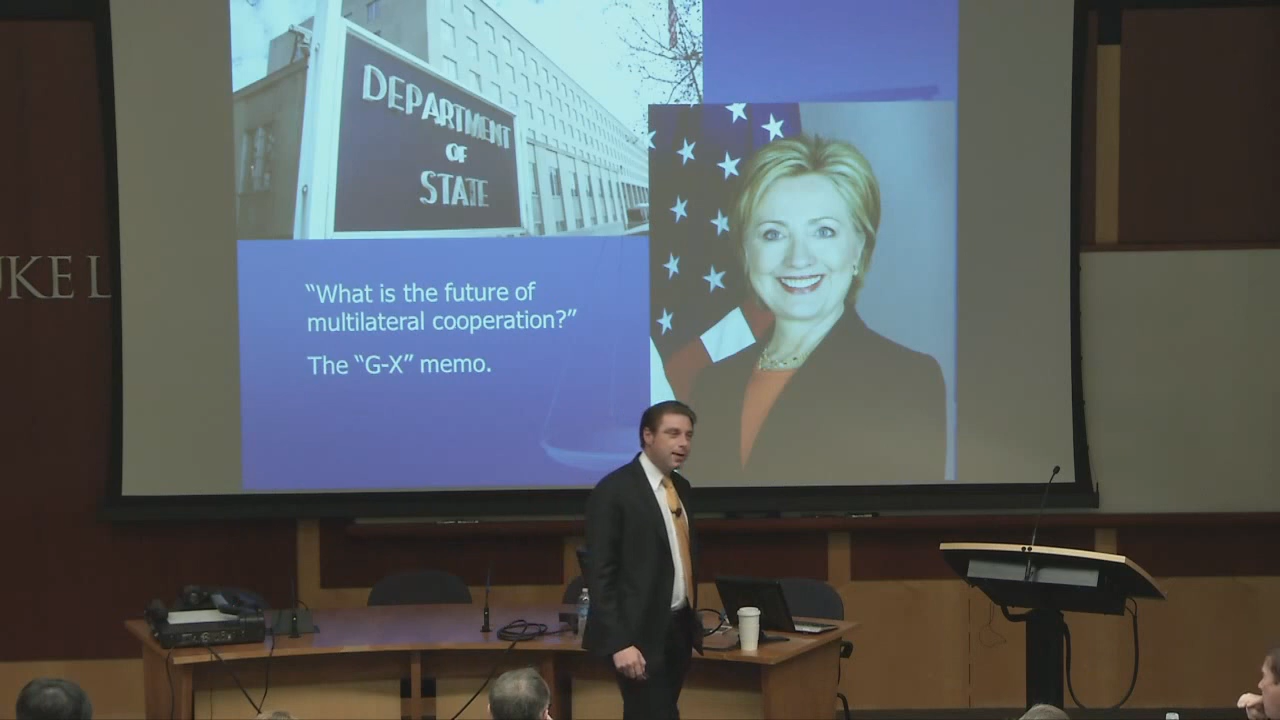 DEPARTMENT
OF
STATE
UKE L
“What is the future of
multilateral cooperation?”
The “G-X” memo.